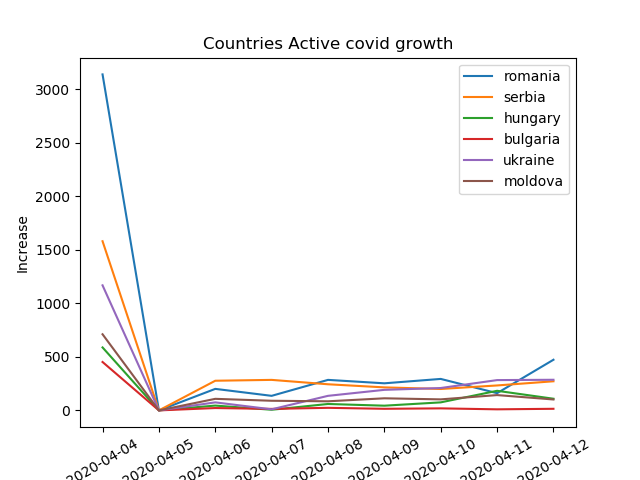 Countries Active covid growth
romania
serbia
hungary
bulgaria
ukraine
moldova
Increase
3000
2500
2000
1500
1000
500
0
2020-04-04
2020-04-05
2020-04-06
2020-04-07
2020-04-08
2020-04-09
2020-04-10
2020-04-11
2020-04-12